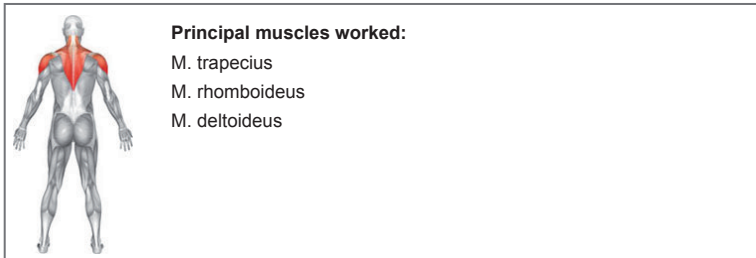 Principal muscles worked:
M. trapecius
M. rhomboideus
M. deltoideus